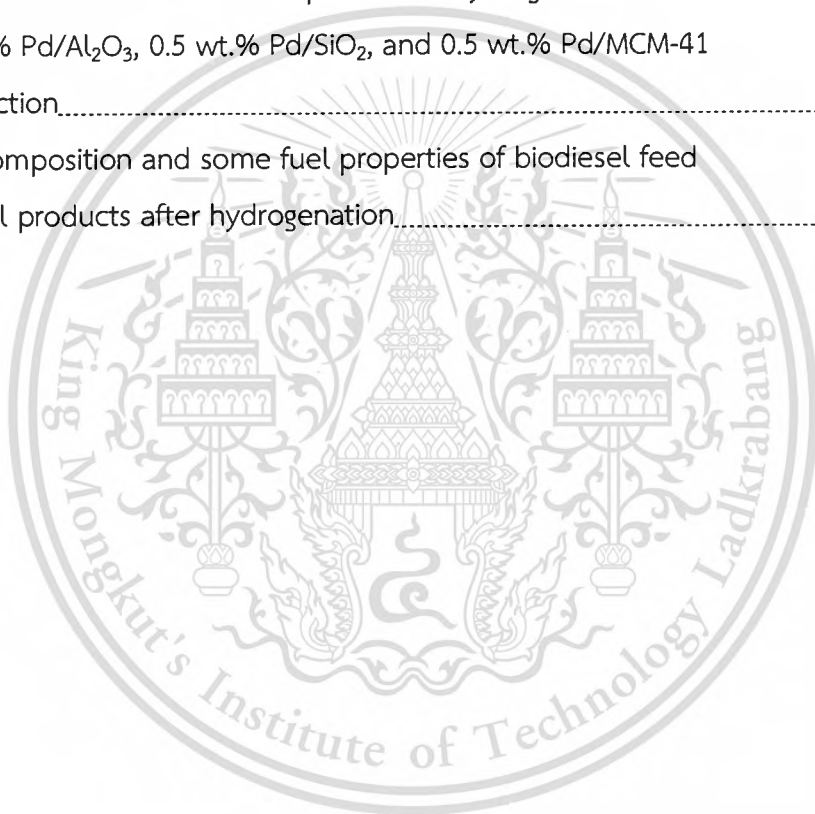 % Pd/Al₂O₃, 0.5 wt.% Pd/SiO₂, and 0.5 wt.% Pd/MCM-41
ction
omposition and some fuel properties of biodiesel feed
l products after hydrogenation
King Mongkut's Institute of Technology Ladkrabang